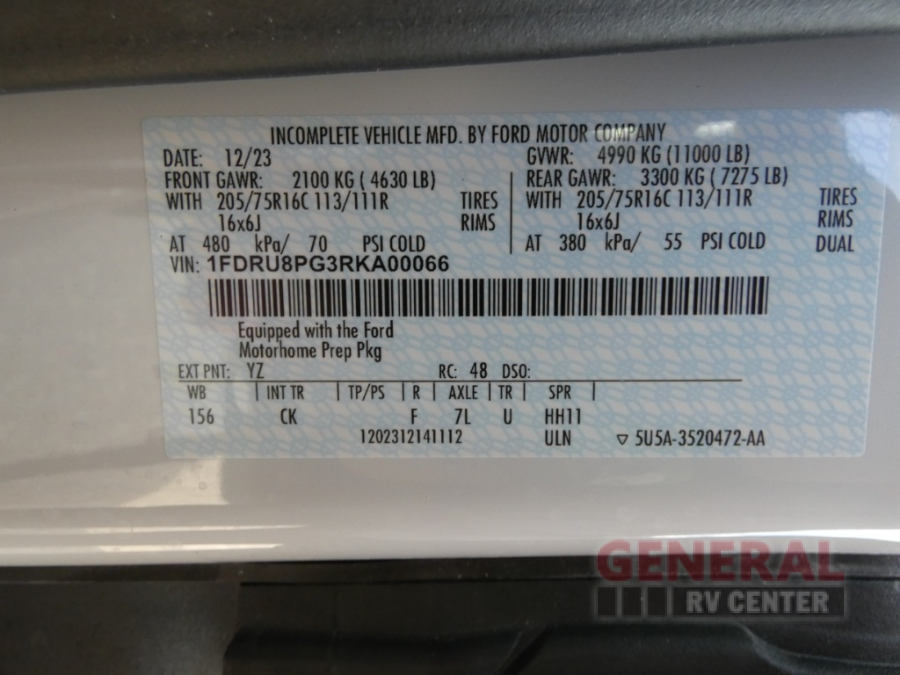 INCOMPLETE VEHICLE MFD. BY FORD MOTOR COMPANY
DATE: 12/23 GVWR: 4990 KG (11000 LB)
FRONT GAWR: 2100 KG ( 4630 LB) REAR GAWR: 3300 KG ( 7275 LB)
WITH 205/75R16C 113/111R TIRES WITH 205/75R16C 113/111R TIRES
16x6J RIMS 16x6J RIMS
AT 480 kPa/ 70 PSI COLD AT 380 kPa/ 55 PSI COLD DUAL
VIN: 1FDRU8PG3RKA00066
Equipped with the Ford
Motorhome Prep Pkg
EXT PNT: YZ RC: 48 DSO:
WB INT TR TP/PS R AXLE TR SPR
156 CK F 7L U HH11
1202312141112 ULN ▽ 5U5A-3520472-AA
GENERAL
RV CENTER